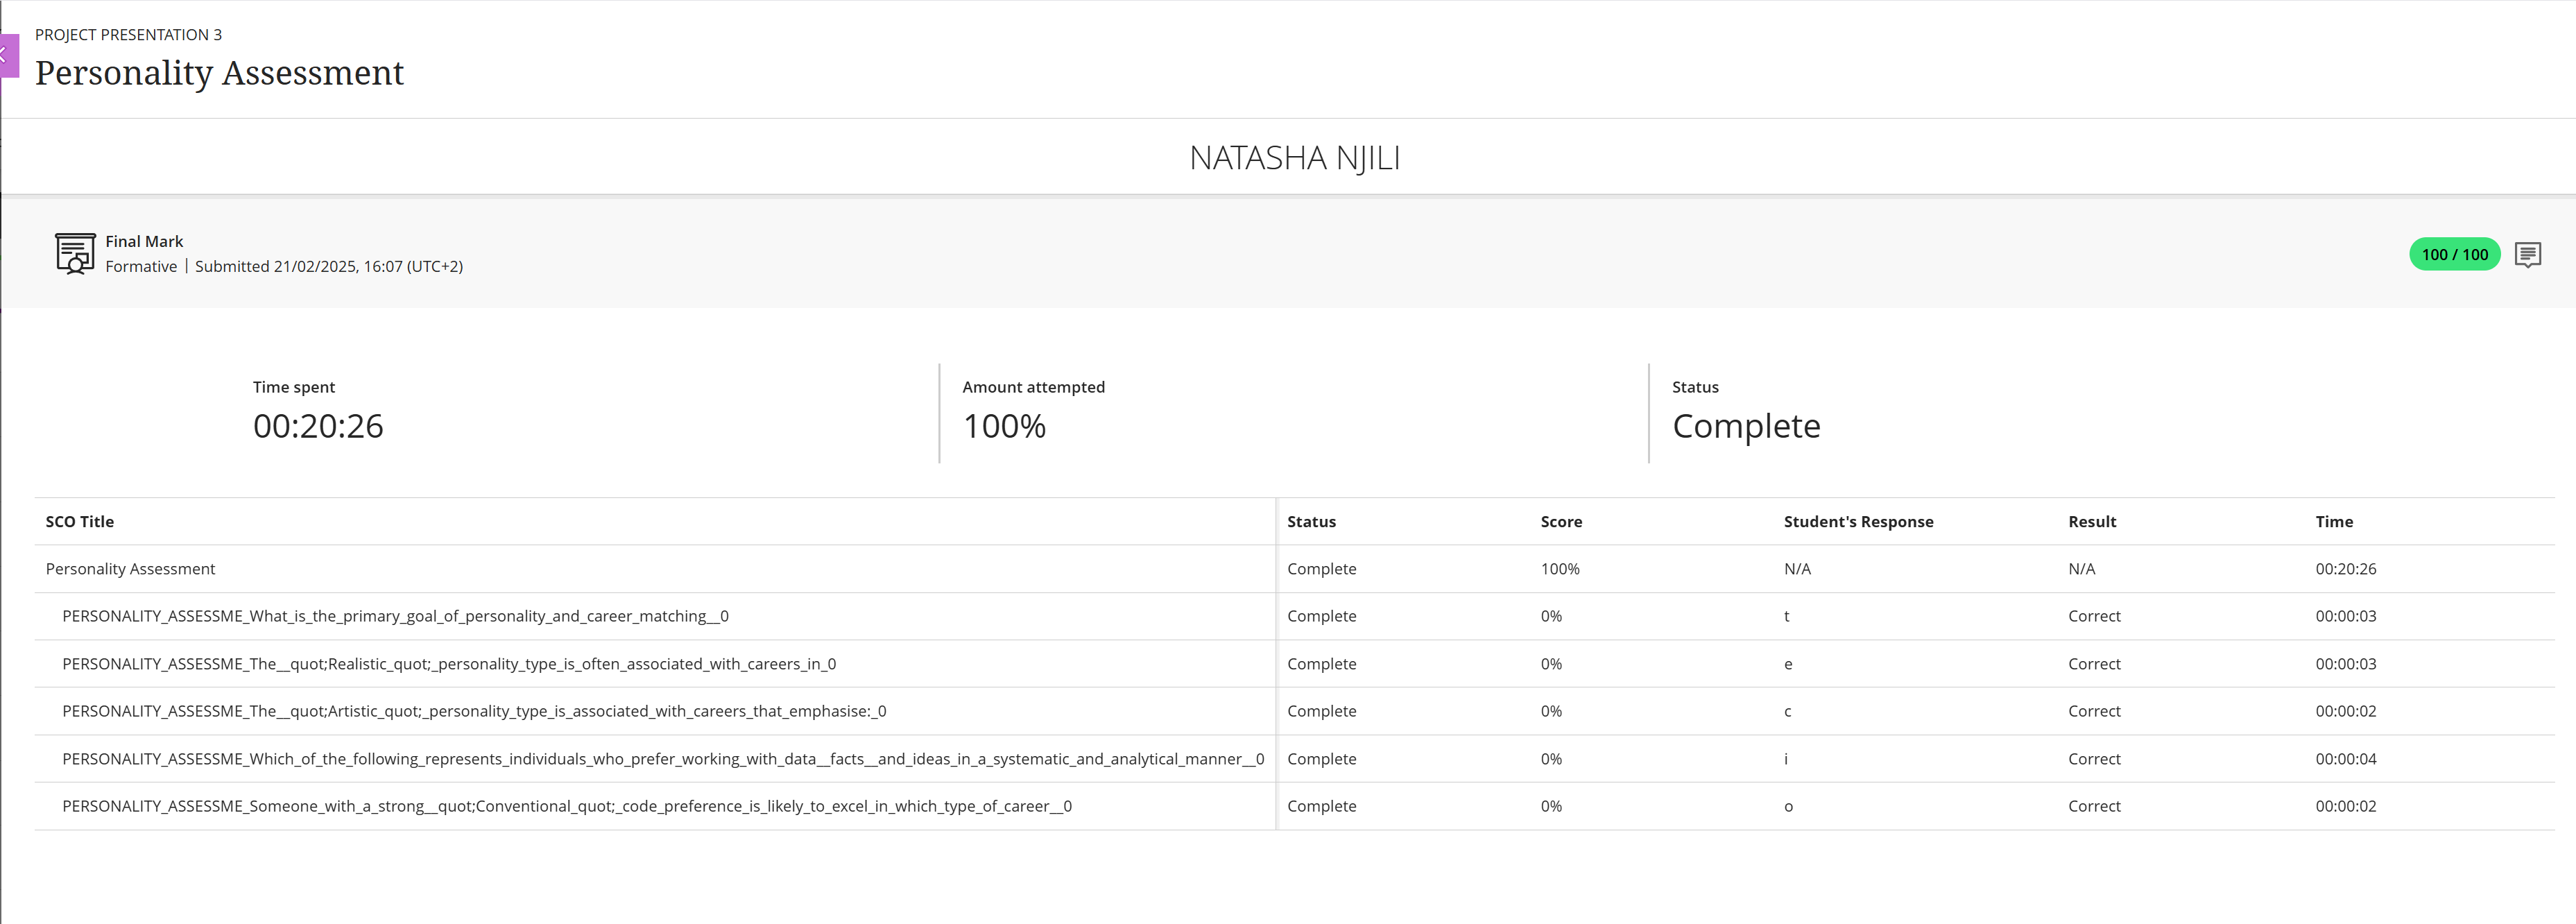 PROJECT PRESENTATION 3
Personality Assessment
NATASHA NJILI
Final Mark
Formative | Submitted 21/02/2025, 16:07 (UTC+2)
100 / 100
Time spent
00:20:26
Amount attempted
100%
Status
Complete
SCO Title Status Score Student's Response Result Time
Personality Assessment Complete 100% N/A N/A 00:20:26
PERSONALITY_ASSESSME_What_is_the_primary_goal_of_personality_and_career_matching__0 Complete 0% t Correct 00:00:03
PERSONALITY_ASSESSME_The__quot;Realistic_quot;_personality_type_is_often_associated_with_careers_in_0 Complete 0% e Correct 00:00:03
PERSONALITY_ASSESSME_The__quot;Artistic_quot;_personality_type_is_associated_with_careers_that_emphasise:_0 Complete 0% c Correct 00:00:02
PERSONALITY_ASSESSME_Which_of_the_following_represents_individuals_who_prefer_working_with_data__facts__and_ideas_in_a_systematic_and_analytical_manner__0 Complete 0% i Correct 00:00:04
PERSONALITY_ASSESSME_Someone_with_a_strong__quot;Conventional_quot;_code_preference_is_likely_to_excel_in_which_type_of_career__0 Complete 0% o Correct 00:00:02